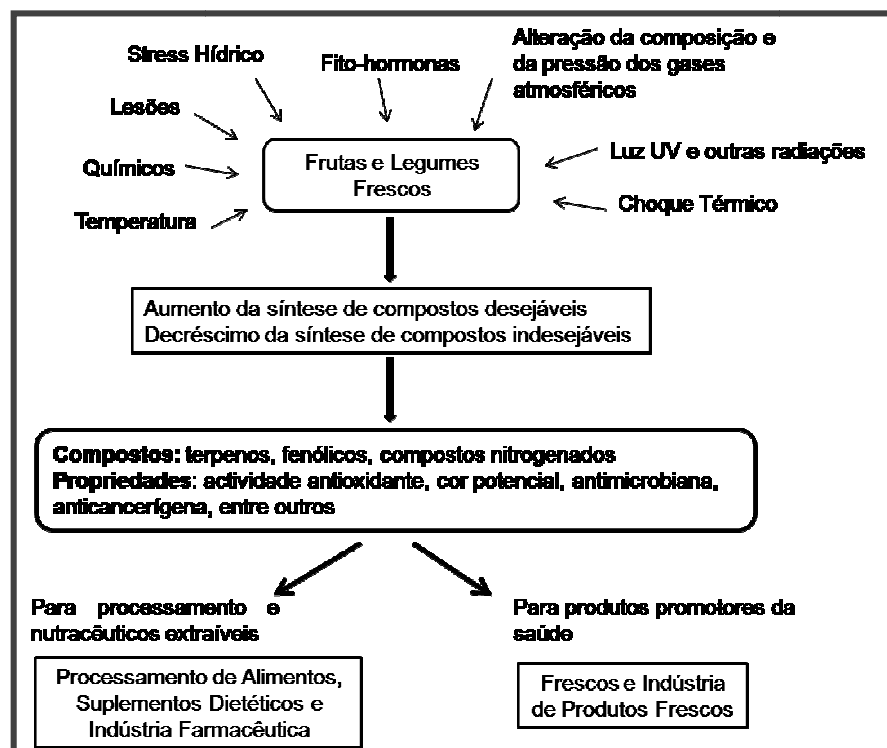 Stress Hídrico
Fito-hormonas
Alteração da composição e
da pressão dos gases
atmosféricos
Lesões
Químicos
Temperatura
Frutas e Legumes
Frescos
Luz UV e outras radiações
Choque Térmico
Aumento da síntese de compostos desejáveis
Decréscimo da síntese de compostos indesejáveis
Compostos: terpenos, fenólicos, compostos nitrogenados
Propriedades: actividade antioxidante, cor potencial, antimicrobiana,
anticancerígena, entre outros
Para processamento e
nutracêuticos extraíveis
Processamento de Alimentos,
Suplementos Dietéticos e
Indústria Farmacêutica
Para produtos promotores da
saúde
Frescos e Indústria
de Produtos Frescos